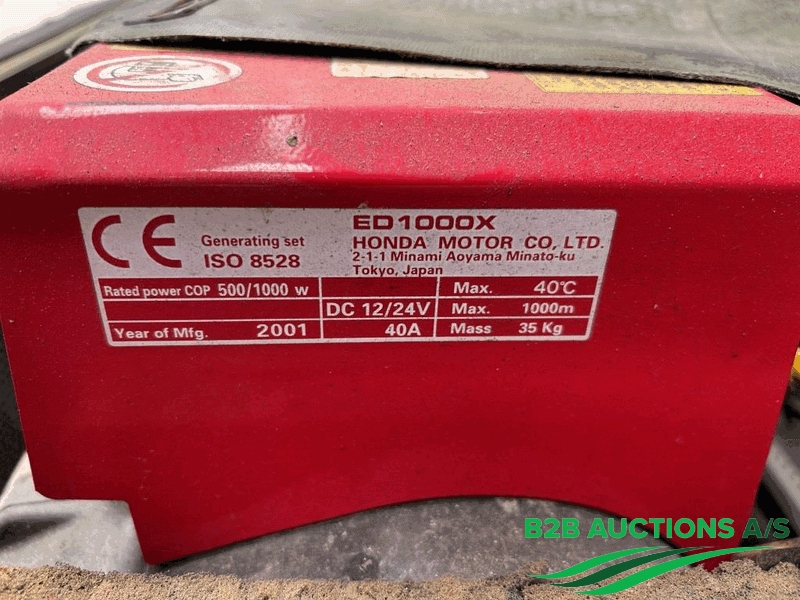 CE
Generating set
ISO 8528
ED1000X
HONDA MOTOR CO, LTD.
2-1-1 Minami Aoyama Minato-ku
Tokyo, Japan
Rated power COP 500/1000 W
Max. 40℃
DC 12/24V
Max. 1000m
Year of Mfg. 2001
40A
Mass 35 Kg
B2B AUCTIONS A/S